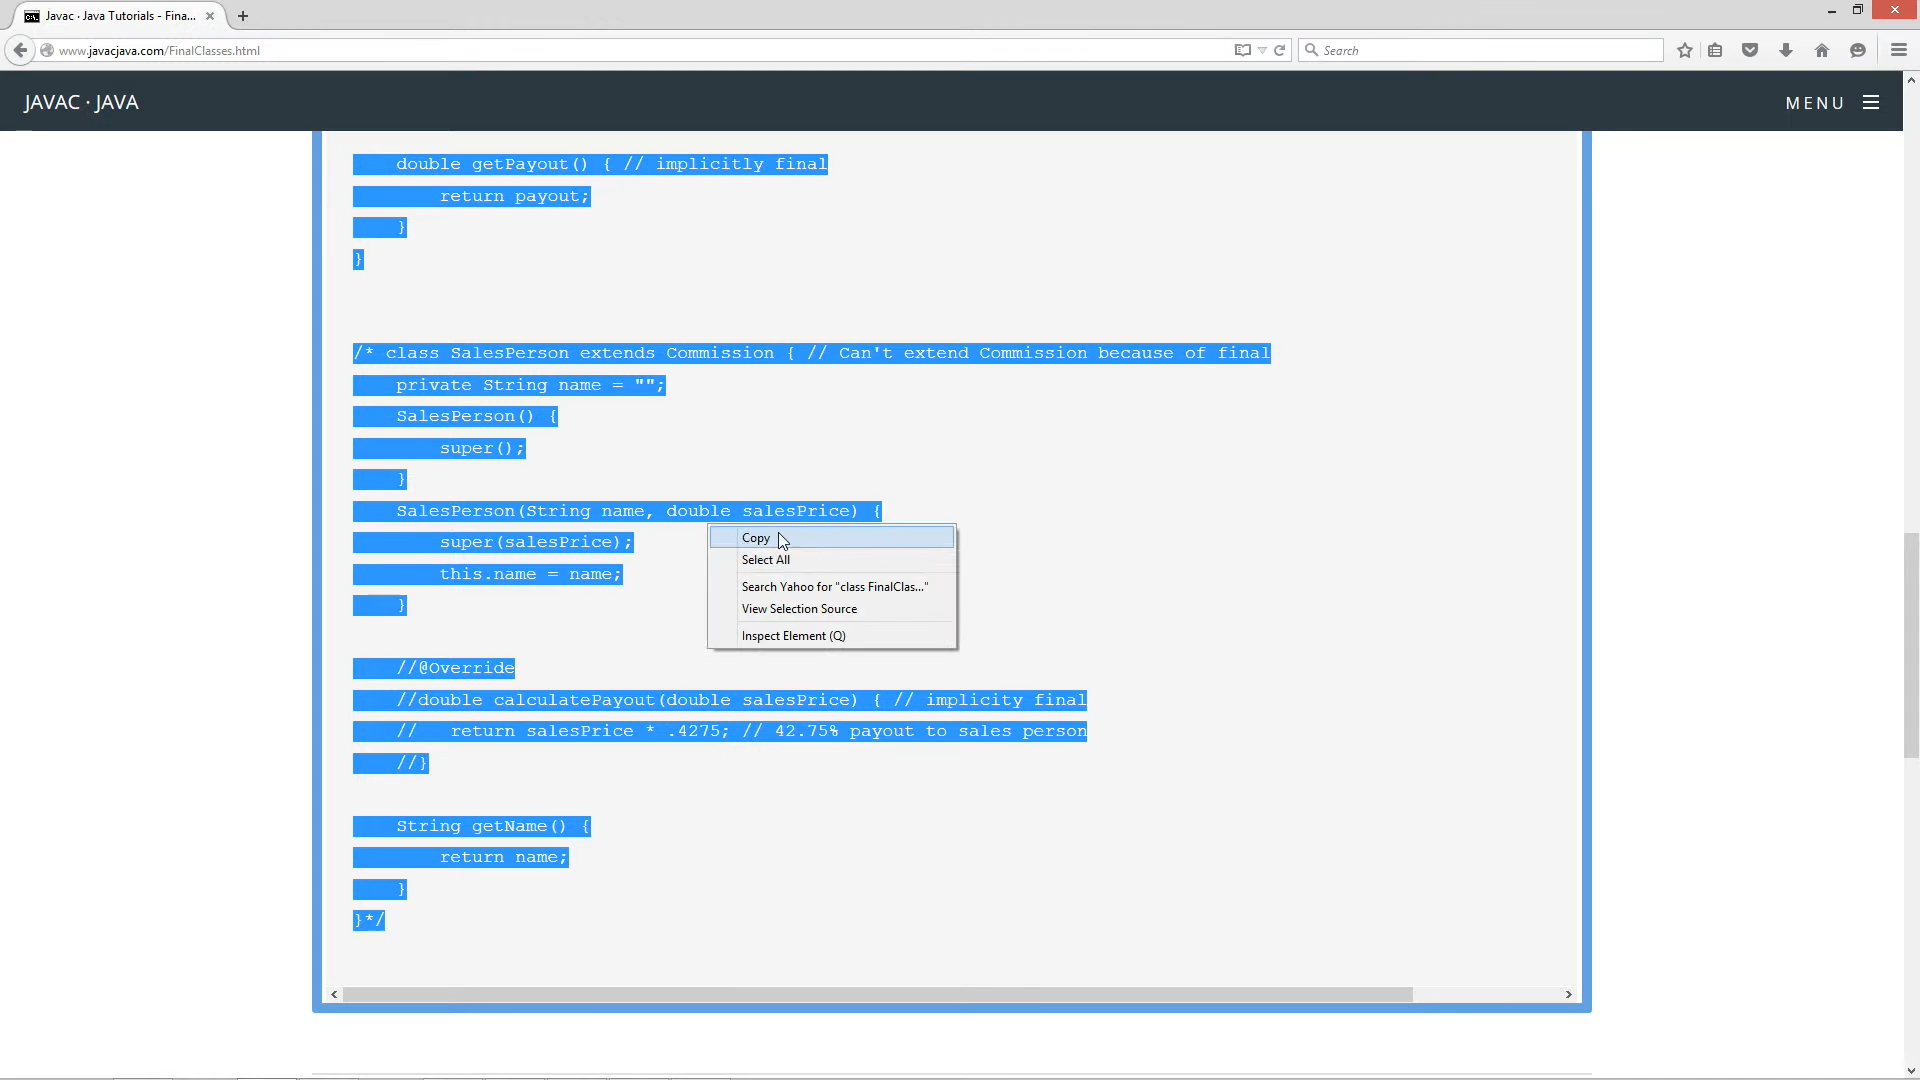 Javac · Java Tutorials - Fina...
www.javacjava.com/FinalClasses.html
Search
JAVAC · JAVA
MENU
double getPayout() { // implicitly final
return payout;
}
}
/* class SalesPerson extends Commission { // Can't extend Commission because of final
private String name = "";
SalesPerson() {
super();
}
SalesPerson(String name, double salesPrice) {
super(salesPrice);
this.name = name;
}
Copy
Select All
Search Yahoo for "class FinalClas..."
View Selection Source
Inspect Element (Q)
//@Override
//double calculatePayout(double salesPrice) { // implicity final
// return salesPrice * .4275; // 42.75% payout to sales person
//}
String getName() {
return name;
}
}*/